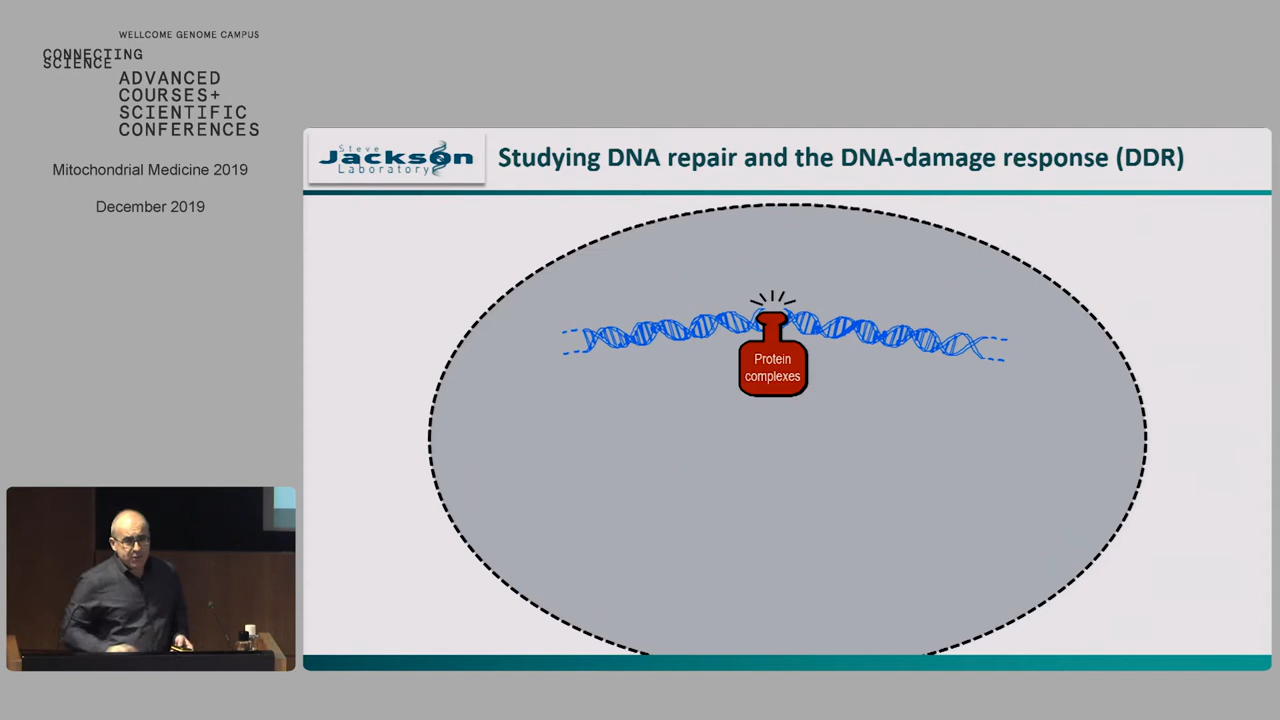 WELLCOME GENOME CAMPUS
CONNECTING
SCIENCE
ADVANCED
COURSES+
SCIENTIFIC
CONFERENCES
Mitochondrial Medicine 2019
December 2019
Steve
Jackson
Laboratory
Studying DNA repair and the DNA-damage response (DDR)
Protein
complexes